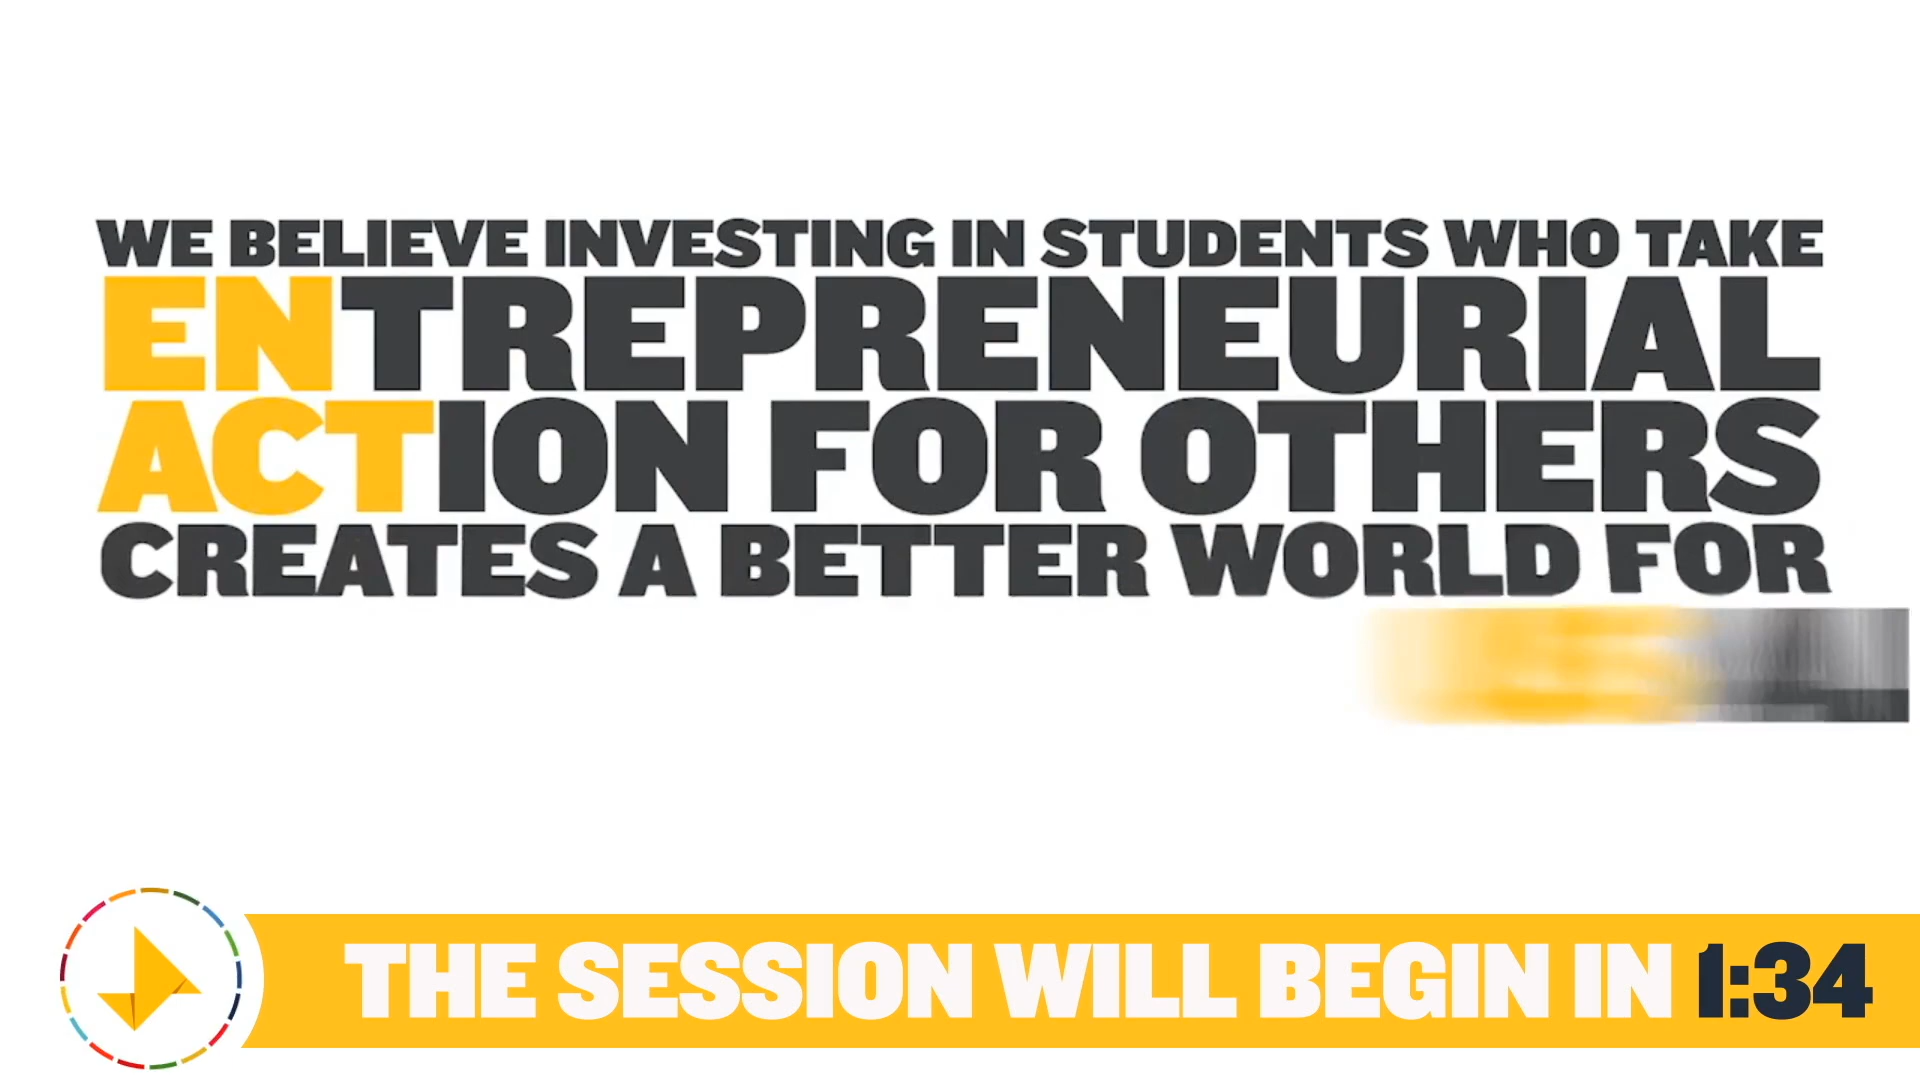 WE BELIEVE INVESTING IN STUDENTS WHO TAKE
ENTREPRENEURIAL
ACTION FOR OTHERS
CREATES A BETTER WORLD FOR
THE SESSION WILL BEGIN IN 1:34